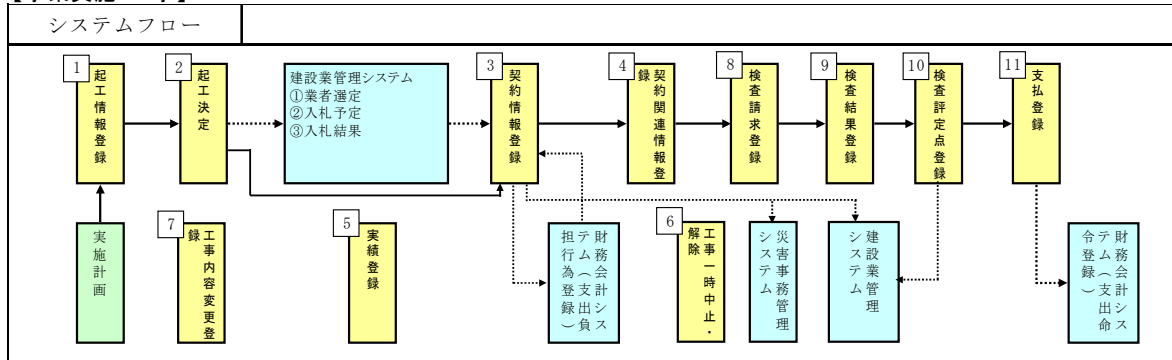 システムフロー
1
起工情報登録
2
起工決定
建設業管理システム
①業者選定
②入札予定
③入札結果
3
契約情報登録
4
契約関連情報登
録
8
検査請求登録
9
検査結果登録
10
検査評定点登録
11
支払登録
実施計画
7
工事内容変更登
録
5
実績登録
財務会計シス
テム（支出負
担行為登録）
6
工事一時中止・
解除
災害事務管理
システム
建設業管理
システム
財務会計シス
テム（支出命
令登録）